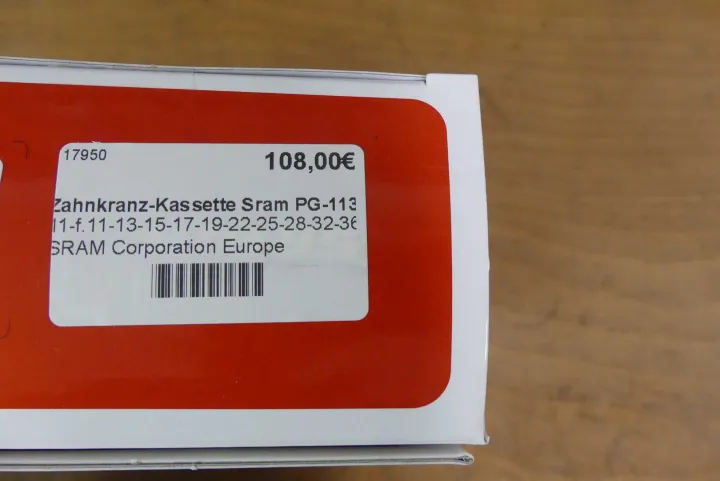 17950
108,00€
Zahnkranz-Kassette Sram PG-113
11-f.11-13-15-17-19-22-25-28-32-36
SRAM Corporation Europe